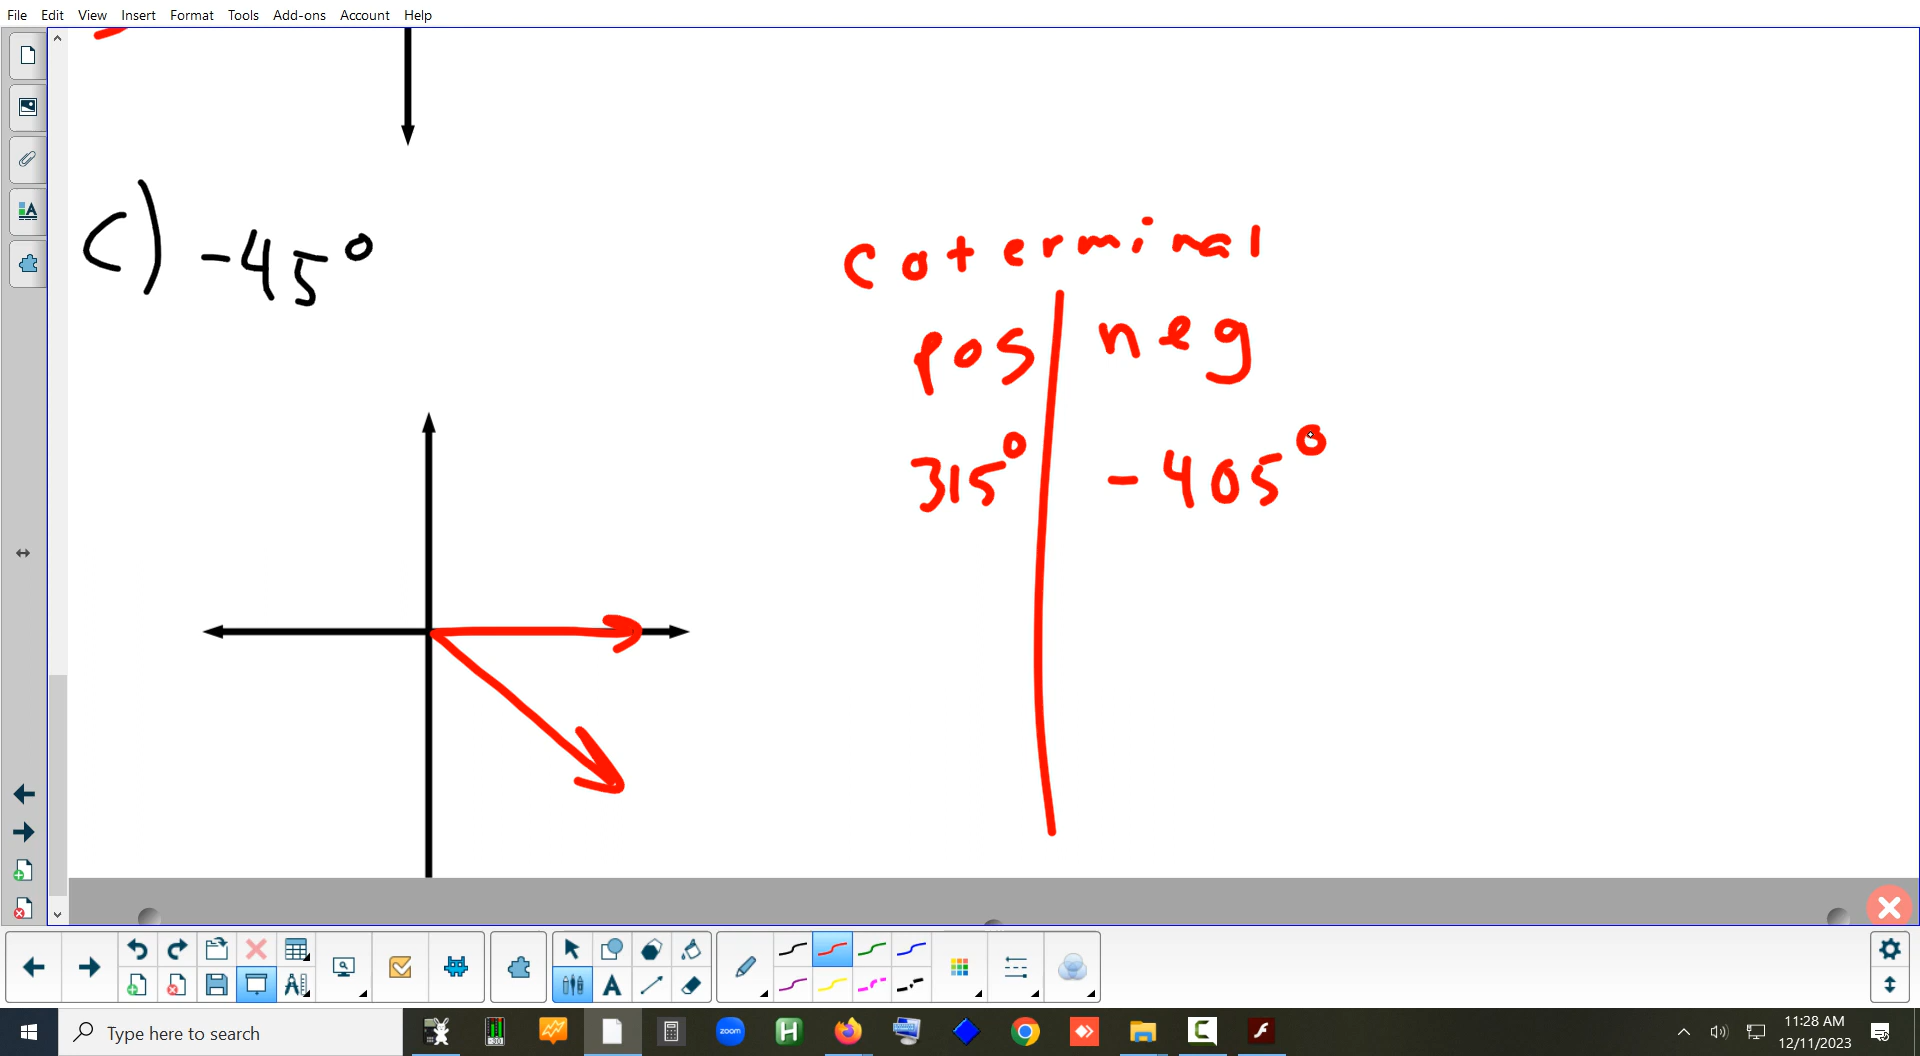 File Edit View Insert Format Tools Add-ons Account Help
C) -45°
coterminal
pos neg
315° -405°
A
A
zoom
H
Type here to search
11:28 AM
12/11/2023